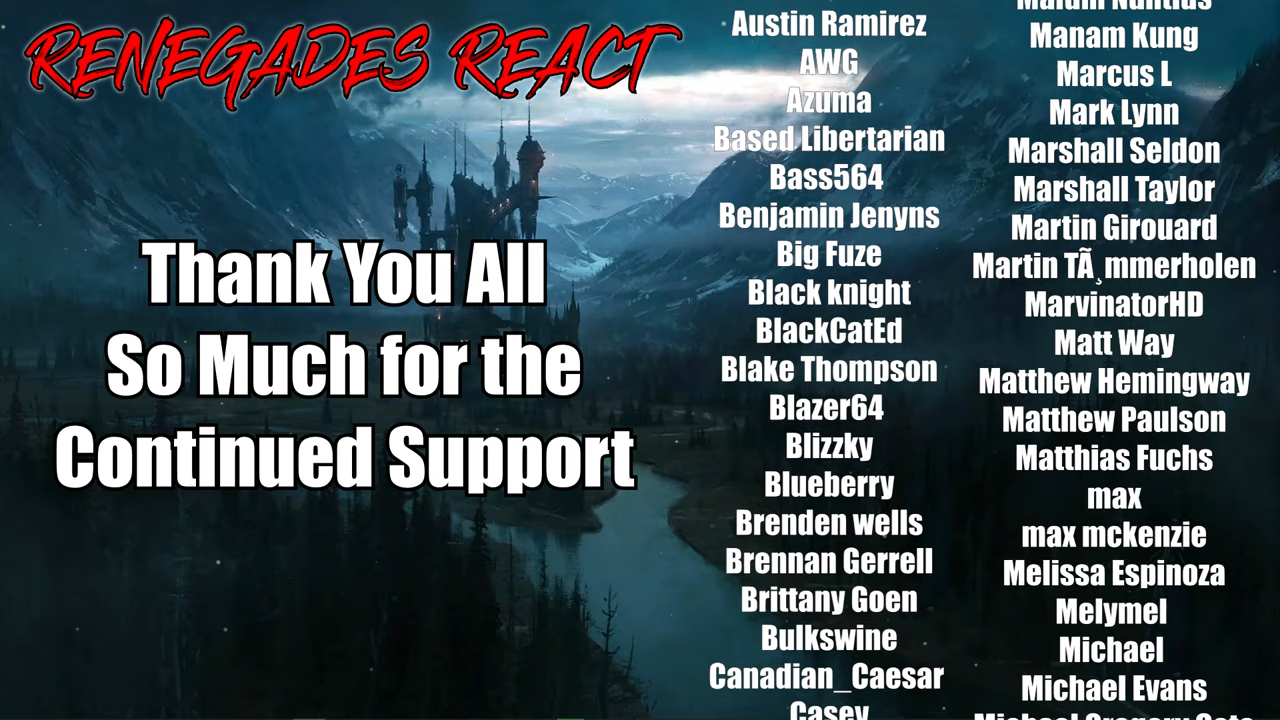 RENEGADES REACT
Thank You All
So Much for the
Continued Support
Austin Ramirez
AWG
Azuma
Based Libertarian
Bass564
Benjamin Jenyns
Big Fuze
Black knight
BlackCatEd
Blake Thompson
Blazer64
Blizzky
Blueberry
Brenden wells
Brennan Gerrell
Brittany Goen
Bulkswine
Canadian_Caesar
Casey
Manam Kung
Marcus L
Mark Lynn
Marshall Seldon
Marshall Taylor
Martin Girouard
Martin TÃ¸mmerholen
MarvinatorHD
Matt Way
Matthew Hemingway
Matthew Paulson
Matthias Fuchs
max
max mckenzie
Melissa Espinoza
Melymel
Michael
Michael Evans